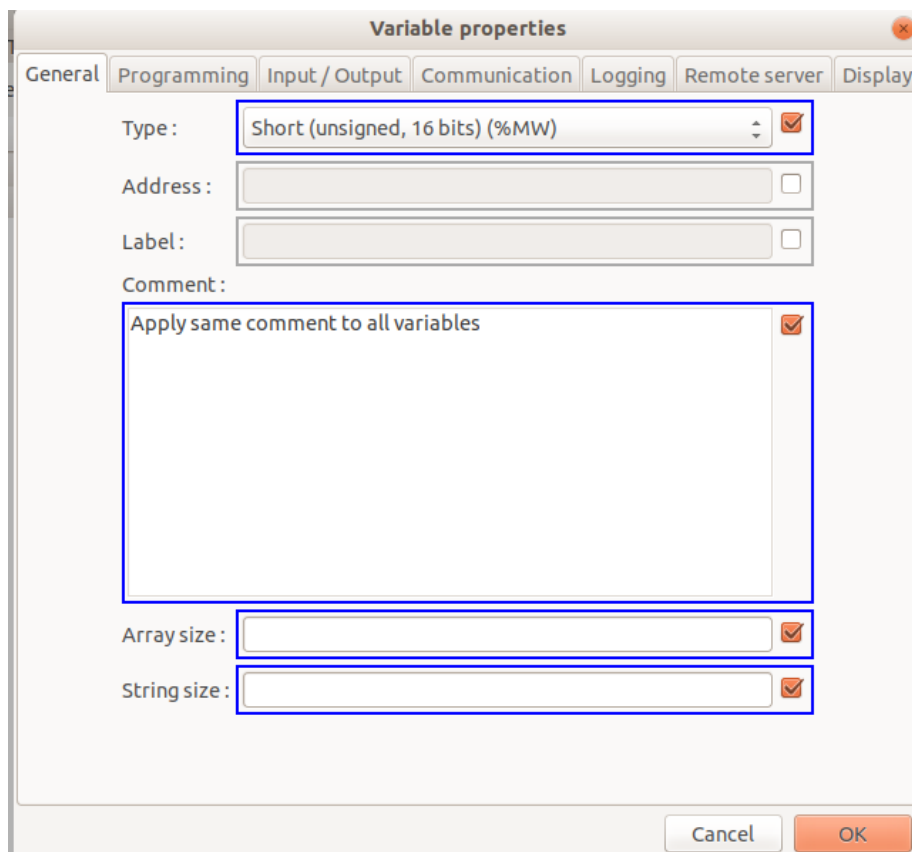 Variable properties
General Programming Input / Output Communication Logging Remote server Display
Type : Short (unsigned, 16 bits) (%MW)
Address :
Label :
Comment :
Apply same comment to all variables
Array size :
String size :
Cancel OK